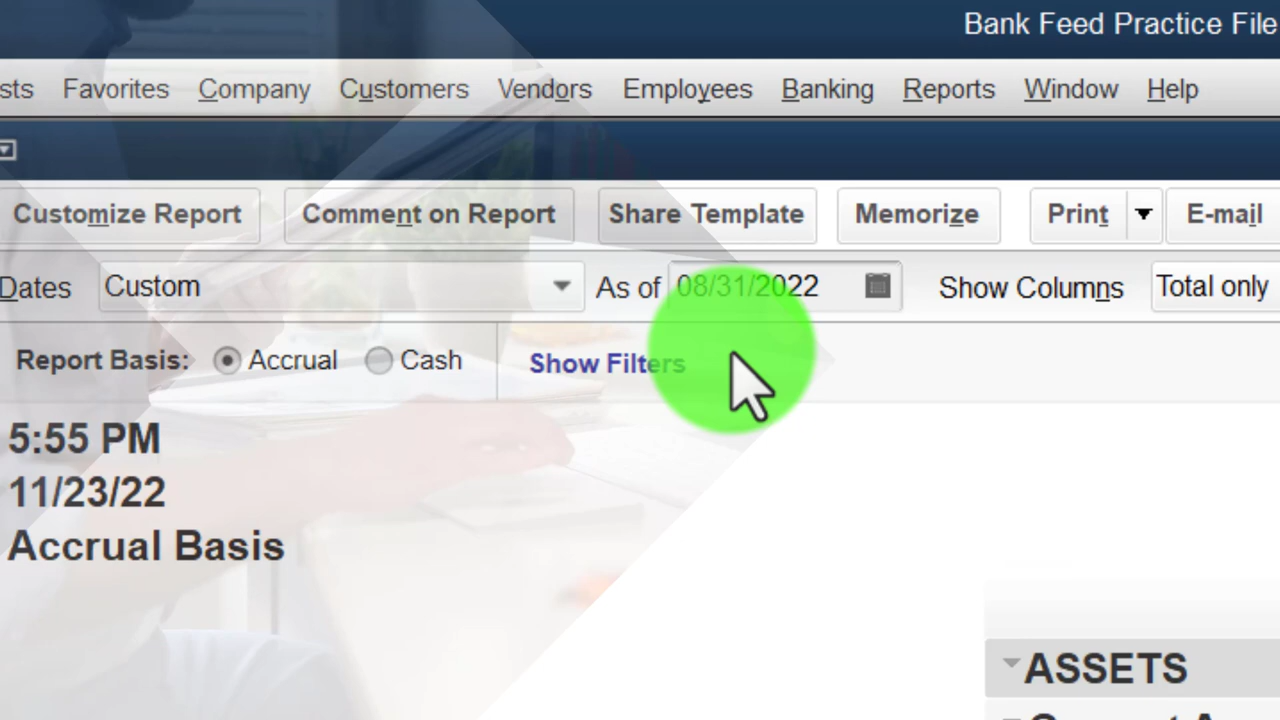 Bank Feed Practice File
sts Favorites Company Customers Vendors Employees Banking Reports Window Help
Customize Report Comment on Report Share Template Memorize Print E-mail
Dates Custom As of 08/31/2022 Show Columns Total only
Report Basis: Accrual Cash Show Filters
5:55 PM
11/23/22
Accrual Basis
ASSETS